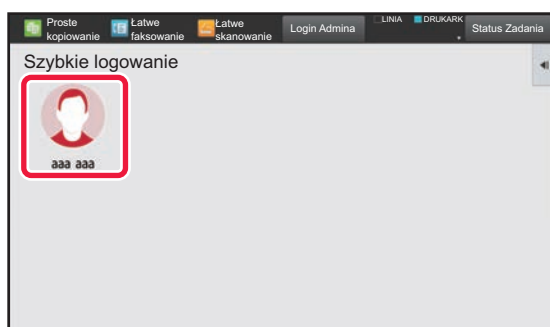 Proste kopiowanie
Łatwe faksowanie
Łatwe skanowanie
Login Admina
LINIA
DRUKARK
Status Zadania
Szybkie logowanie
aaa aaa